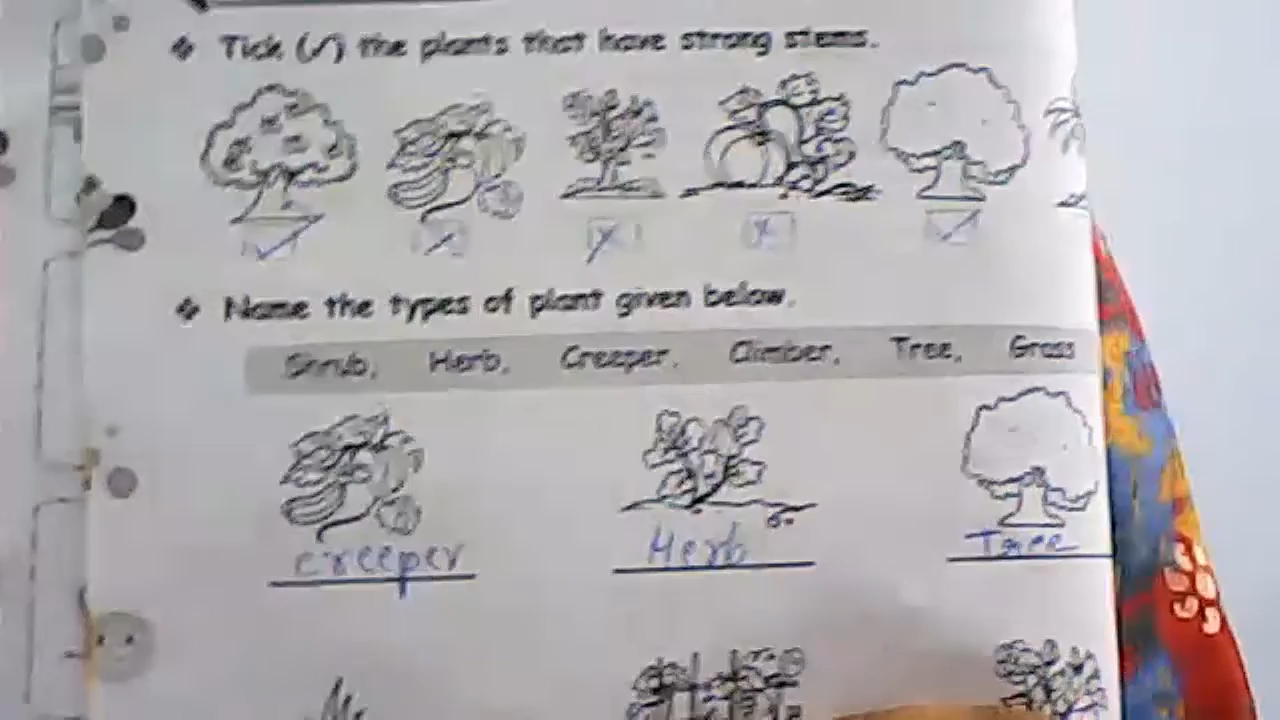 Tick (✓) the plants that have strong stems.
Name the types of plant given below.
Shrub, Herb, Creeper, Climber, Tree, Grass
creeper Herb Tree